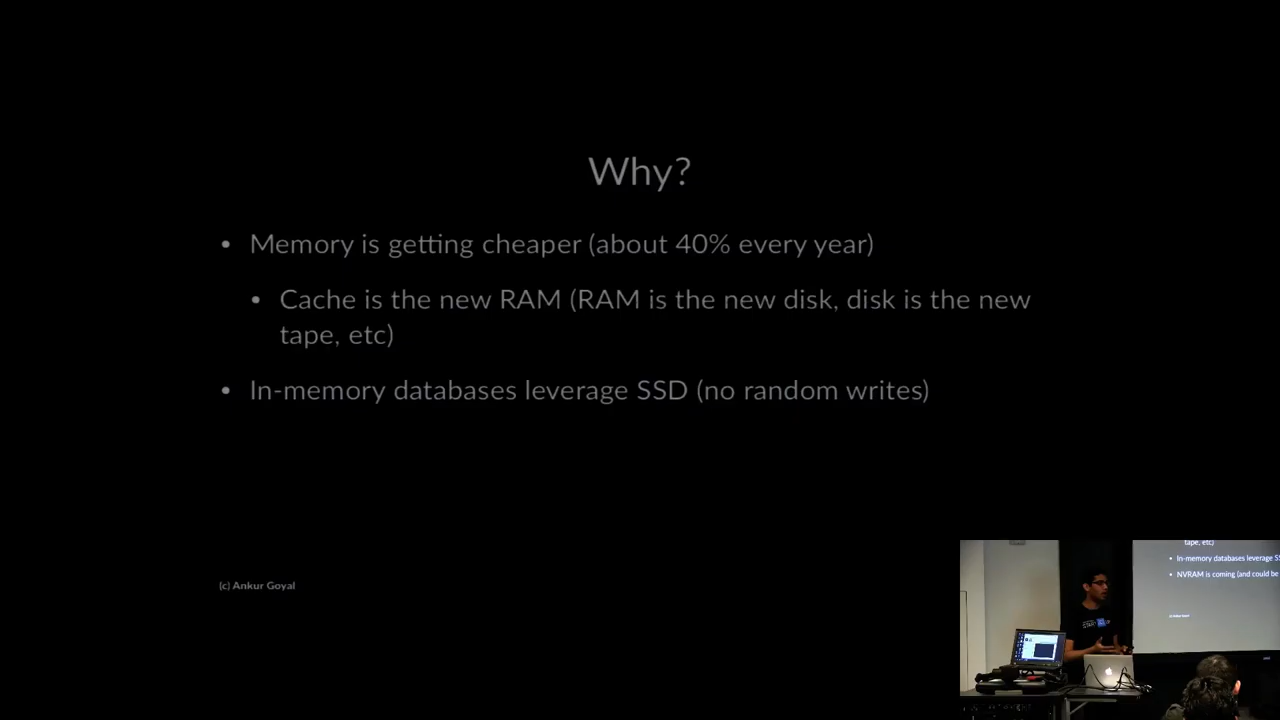 Why?
• Memory is getting cheaper (about 40% every year)
• Cache is the new RAM (RAM is the new disk, disk is the new
tape, etc)
• In-memory databases leverage SSD (no random writes)
(c) Ankur Goyal
tape, etc)
• In-memory databases leverage
• NVRAM is coming (and could be